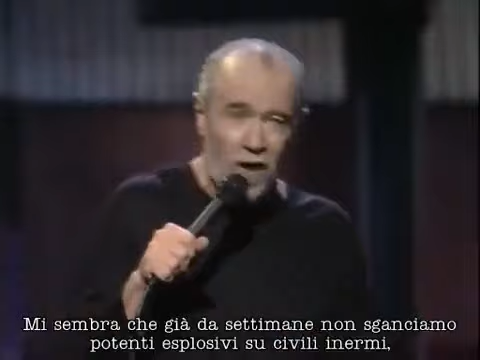 Mi sembra che già da settimane non sganciamo
potenti esplosivi su civili inermi,